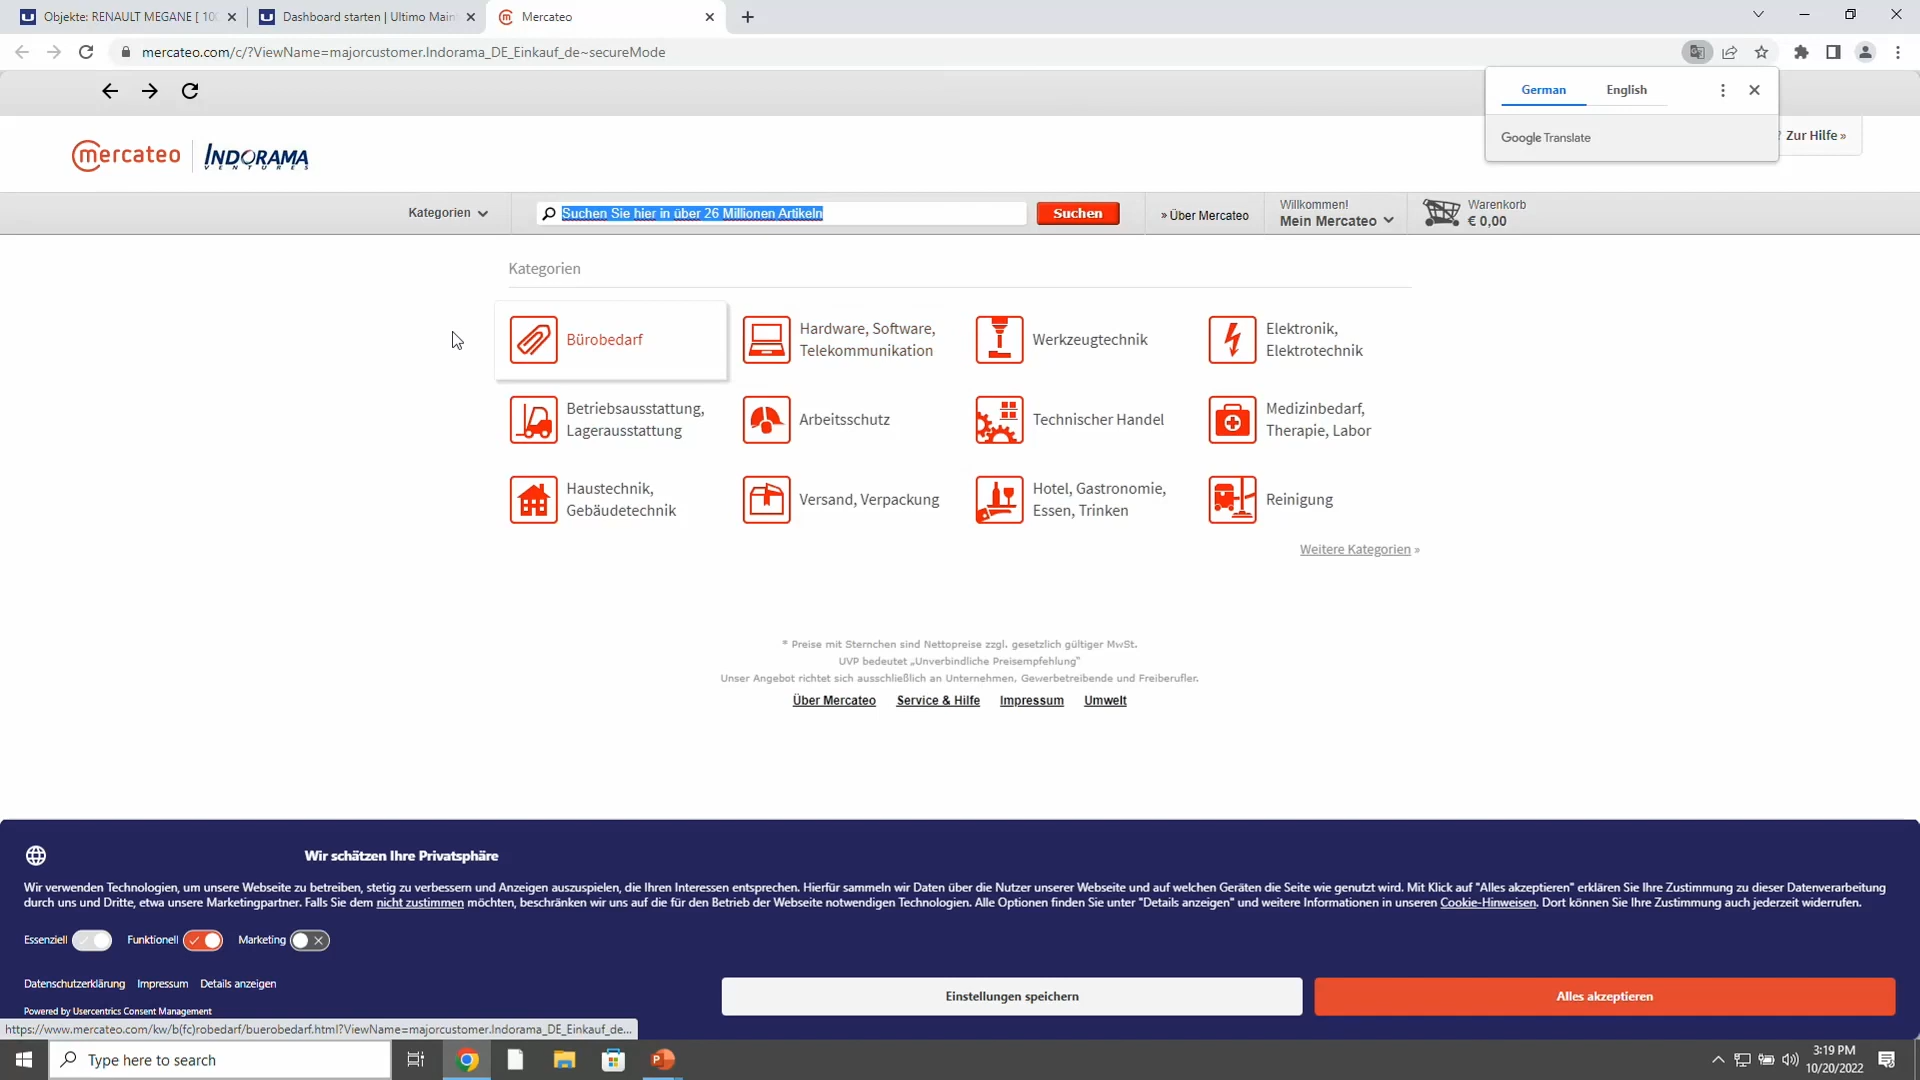 Objekte: RENAULT MEGANE [ 100
Dashboard starten | Ultimo Main
Mercateo
mercateo.com/c/?ViewName=majorcustomer.Indorama_DE_Einkauf_de~secureMode
German
English
Google Translate
Zur Hilfe »
mercateo
INDORAMA
VENTURES
Kategorien
Suchen Sie hier in über 26 Millionen Artikeln
Suchen
» Über Mercateo
Willkommen!
Mein Mercateo
Warenkorb
€ 0,00
Kategorien
Bürobedarf
Hardware, Software,
Telekommunikation
Werkzeugtechnik
Elektronik,
Elektrotechnik
Betriebsausstattung,
Lagerausstattung
Arbeitsschutz
Technischer Handel
Medizinbedarf,
Therapie, Labor
Haustechnik,
Gebäudetechnik
Versand, Verpackung
Hotel, Gastronomie,
Essen, Trinken
Reinigung
Weitere Kategorien »
* Preise mit Sternchen sind Nettopreise zzgl. gesetzlich gültiger MwSt.
UVP bedeutet „Unverbindliche Preisempfehlung"
Unser Angebot richtet sich ausschließlich an Unternehmen, Gewerbetreibende und Freiberufler.
Über Mercateo Service & Hilfe Impressum Umwelt
Wir schätzen Ihre Privatsphäre
Wir verwenden Technologien, um unsere Webseite zu betreiben, stetig zu verbessern und Anzeigen auszuspielen, die Ihren Interessen entsprechen. Hierfür sammeln wir Daten über die Nutzer unserer Webseite und auf welchen Geräten die Seite wie genutzt wird. Mit Klick auf "Alles akzeptieren" erklären Sie Ihre Zustimmung zu dieser Datenverarbeitung
durch uns und Dritte, etwa unsere Marketingpartner. Falls Sie dem nicht zustimmen möchten, beschränken wir uns auf die für den Betrieb der Webseite notwendigen Technologien. Alle Optionen finden Sie unter "Details anzeigen" und weitere Informationen in unseren Cookie-Hinweisen. Dort können Sie Ihre Zustimmung auch jederzeit widerrufen.
Essenziell
Funktionell
Marketing
Datenschutzerklärung Impressum Details anzeigen
Einstellungen speichern
Alles akzeptieren
Powered by Usercentrics Consent Management
https://www.mercateo.com/kw/b(fc)robedarf/buerobedarf.html?ViewName=majorcustomer.Indorama_DE_Einkauf_de...
Type here to search
3:19 PM
10/20/2022